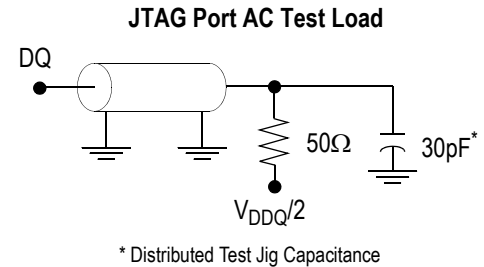 JTAG Port AC Test Load
DQ
50Ω
30pF*
VDDQ/2
* Distributed Test Jig Capacitance